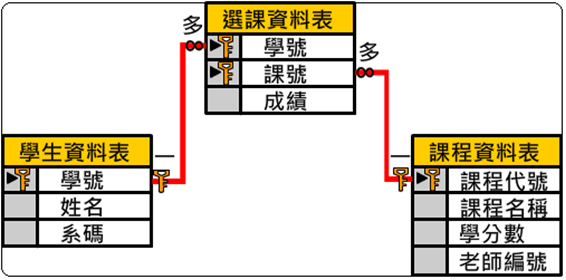 選課資料表
多
學號
課號
多
成績
學生資料表
一
學號
姓名
系碼
一
課程資料表
課程代號
課程名稱
學分數
老師編號